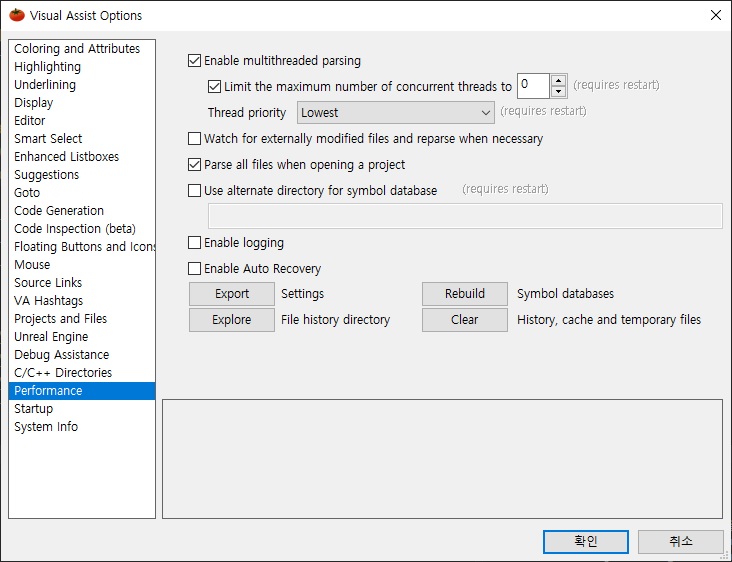 Visual Assist Options
Coloring and Attributes
Highlighting
Underlining
Display
Editor
Smart Select
Enhanced Listboxes
Suggestions
Goto
Code Generation
Code Inspection (beta)
Floating Buttons and Icons
Mouse
Source Links
VA Hashtags
Projects and Files
Unreal Engine
Debug Assistance
C/C++ Directories
Performance
Startup
System Info
Enable multithreaded parsing
Limit the maximum number of concurrent threads to 0 (requires restart)
Thread priority Lowest (requires restart)
Watch for externally modified files and reparse when necessary
Parse all files when opening a project
Use alternate directory for symbol database (requires restart)
Enable logging
Enable Auto Recovery
Export Settings Rebuild Symbol databases
Explore File history directory Clear History, cache and temporary files
확인 취소